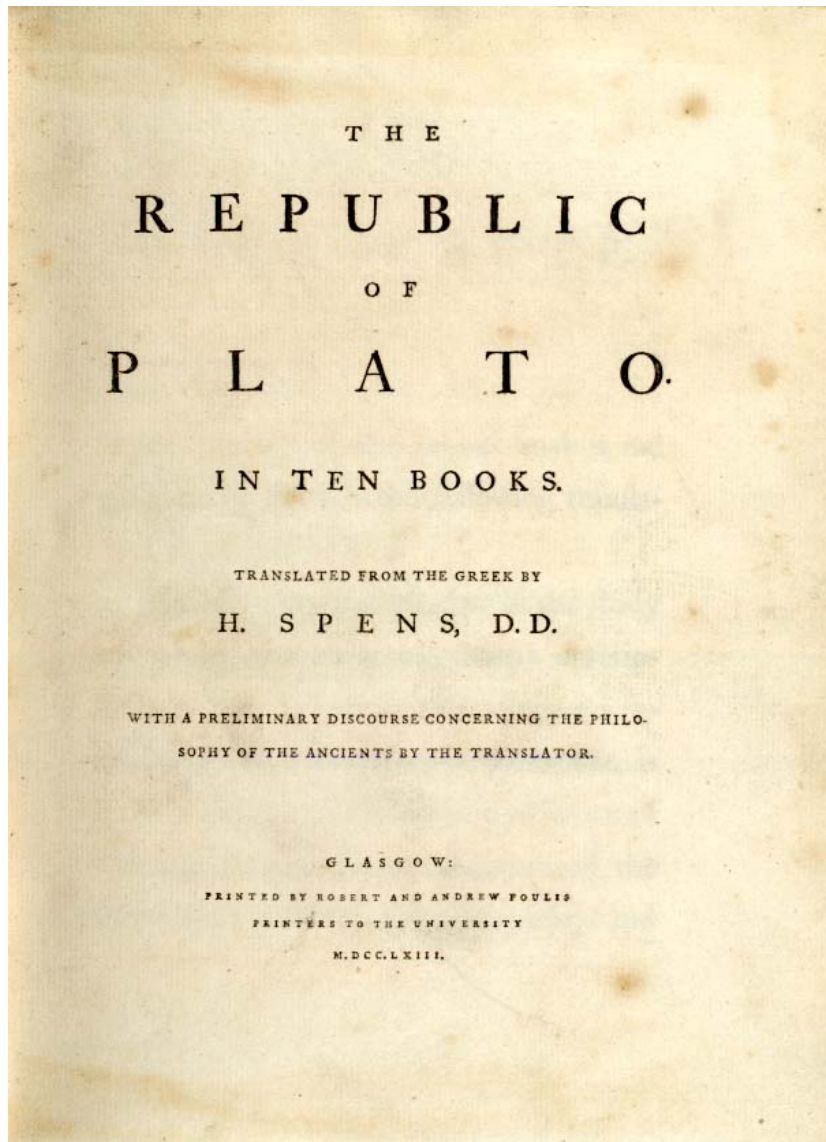 THE
REPUBLIC
OF
PLATO.
IN TEN BOOKS.
TRANSLATED FROM THE GREEK BY
H. SPENS, D.D.
WITH A PRELIMINARY DISCOURSE CONCERNING THE PHILO-
SOPHY OF THE ANCIENTS BY THE TRANSLATOR.
GLASGOW:
PRINTED BY ROBERT AND ANDREW FOULIS
PRINTERS TO THE UNIVERSITY
M.DCC.LXIII.